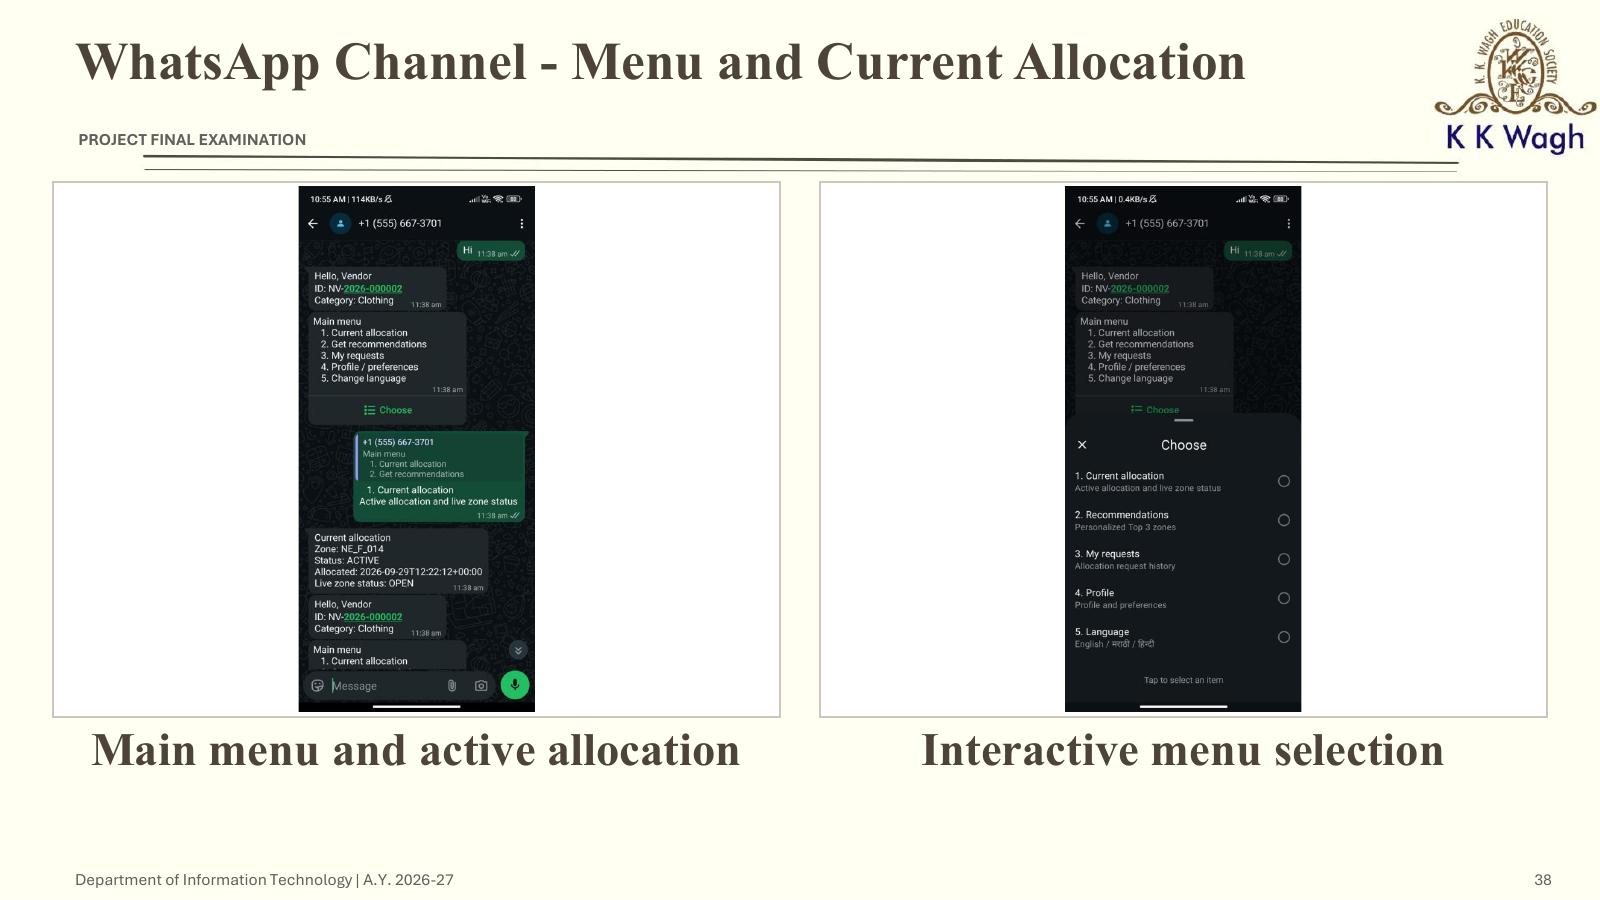 WhatsApp Channel - Menu and Current Allocation
K. K. WAGH EDUCATION SOCIETY
K K Wagh
PROJECT FINAL EXAMINATION
10:55 AM | 114KB/s
+1 (555) 667-3701
Hi 11:38 am
Hello, Vendor
ID: NV-2026-000002
Category: Clothing 11:38 am
Main menu
1. Current allocation
2. Get recommendations
3. My requests
4. Profile / preferences
5. Change language
11:38 am
Choose
+1 (555) 667-3701
Main menu
1. Current allocation
2. Get recommendations
1. Current allocation
Active allocation and live zone status
11:38 am
Current allocation
Zone: NE_F_014
Status: ACTIVE
Allocated: 2026-09-29T12:22:12+00:00
Live zone status: OPEN 11:38 am
Hello, Vendor
ID: NV-2026-000002
Category: Clothing 11:38 am
Main menu
1. Current allocation
Message
10:55 AM | 0.4KB/s
+1 (555) 667-3701
Hi 11:38 am
Hello, Vendor
ID: NV-2026-000002
Category: Clothing 11:38 am
Main menu
1. Current allocation
2. Get recommendations
3. My requests
4. Profile / preferences
5. Change language
11:38 am
Choose
Choose
1. Current allocation
Active allocation and live zone status
2. Recommendations
Personalized Top 3 zones
3. My requests
Allocation request history
4. Profile
Profile and preferences
5. Language
English / मराठी / हिन्दी
Tap to select an item
Main menu and active allocation
Interactive menu selection
Department of Information Technology | A.Y. 2026-27
38